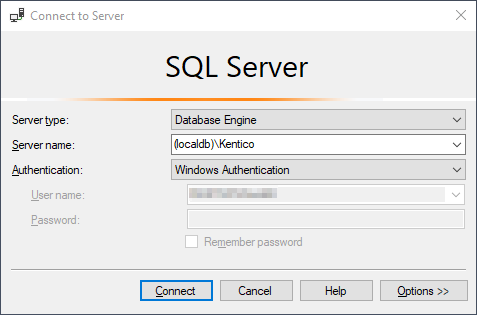 Connect to Server
SQL Server
Server type: Database Engine
Server name: (localdb)\Kentico
Authentication: Windows Authentication
User name:
Password:
Remember password
Connect Cancel Help Options >>